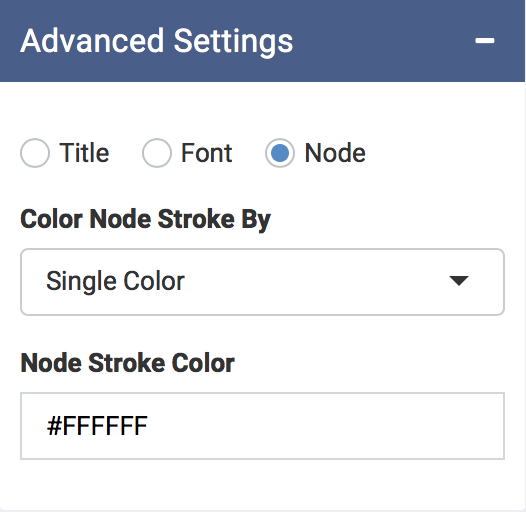 Advanced Settings
Title Font Node
Color Node Stroke By
Single Color
Node Stroke Color
#FFFFFF